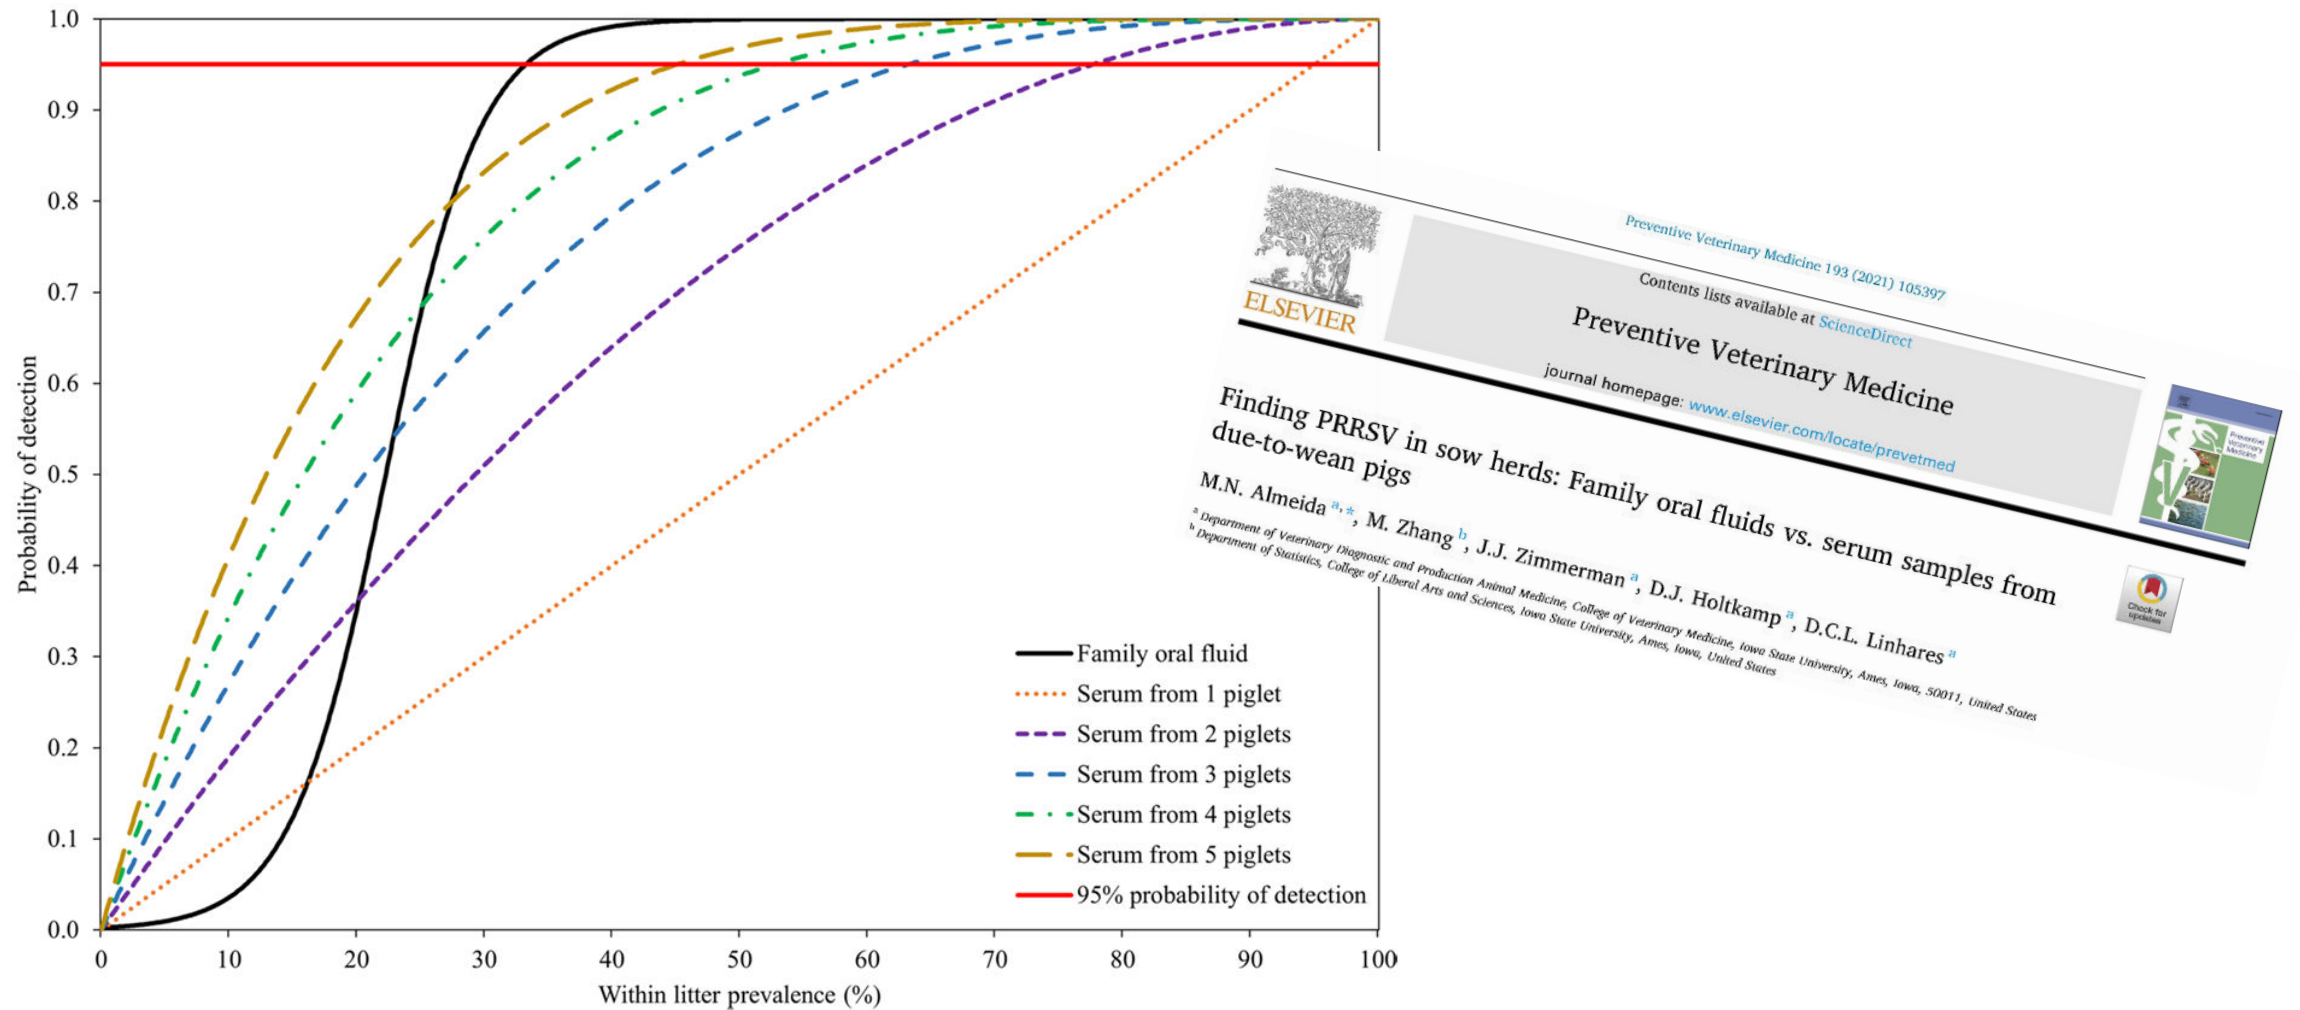 1.0
0.9
0.8
0.7
0.6
0.5
0.4
0.3
0.2
0.1
0.0
Probability of detection
0 10 20 30 40 50 60 70 80 90 100
Within litter prevalence (%)
Family oral fluid
Serum from 1 piglet
Serum from 2 piglets
Serum from 3 piglets
Serum from 4 piglets
Serum from 5 piglets
95% probability of detection
Preventive Veterinary Medicine 193 (2021) 105397
Contents lists available at ScienceDirect
Preventive Veterinary Medicine
journal homepage: www.elsevier.com/locate/prevetmed
ELSEVIER
Preventive
Veterinary
Medicine
Finding PRRSV in sow herds: Family oral fluids vs. serum samples from
due-to-wean pigs
Check for
updates
M.N. Almeida a,*, M. Zhang b, J.J. Zimmerman a, D.J. Holtkamp a, D.C.L. Linhares a
a Department of Veterinary Diagnostic and Production Animal Medicine, College of Veterinary Medicine, Iowa State University, Ames, Iowa, 50011, United States
b Department of Statistics, College of Liberal Arts and Sciences, Iowa State University, Ames, Iowa, United States